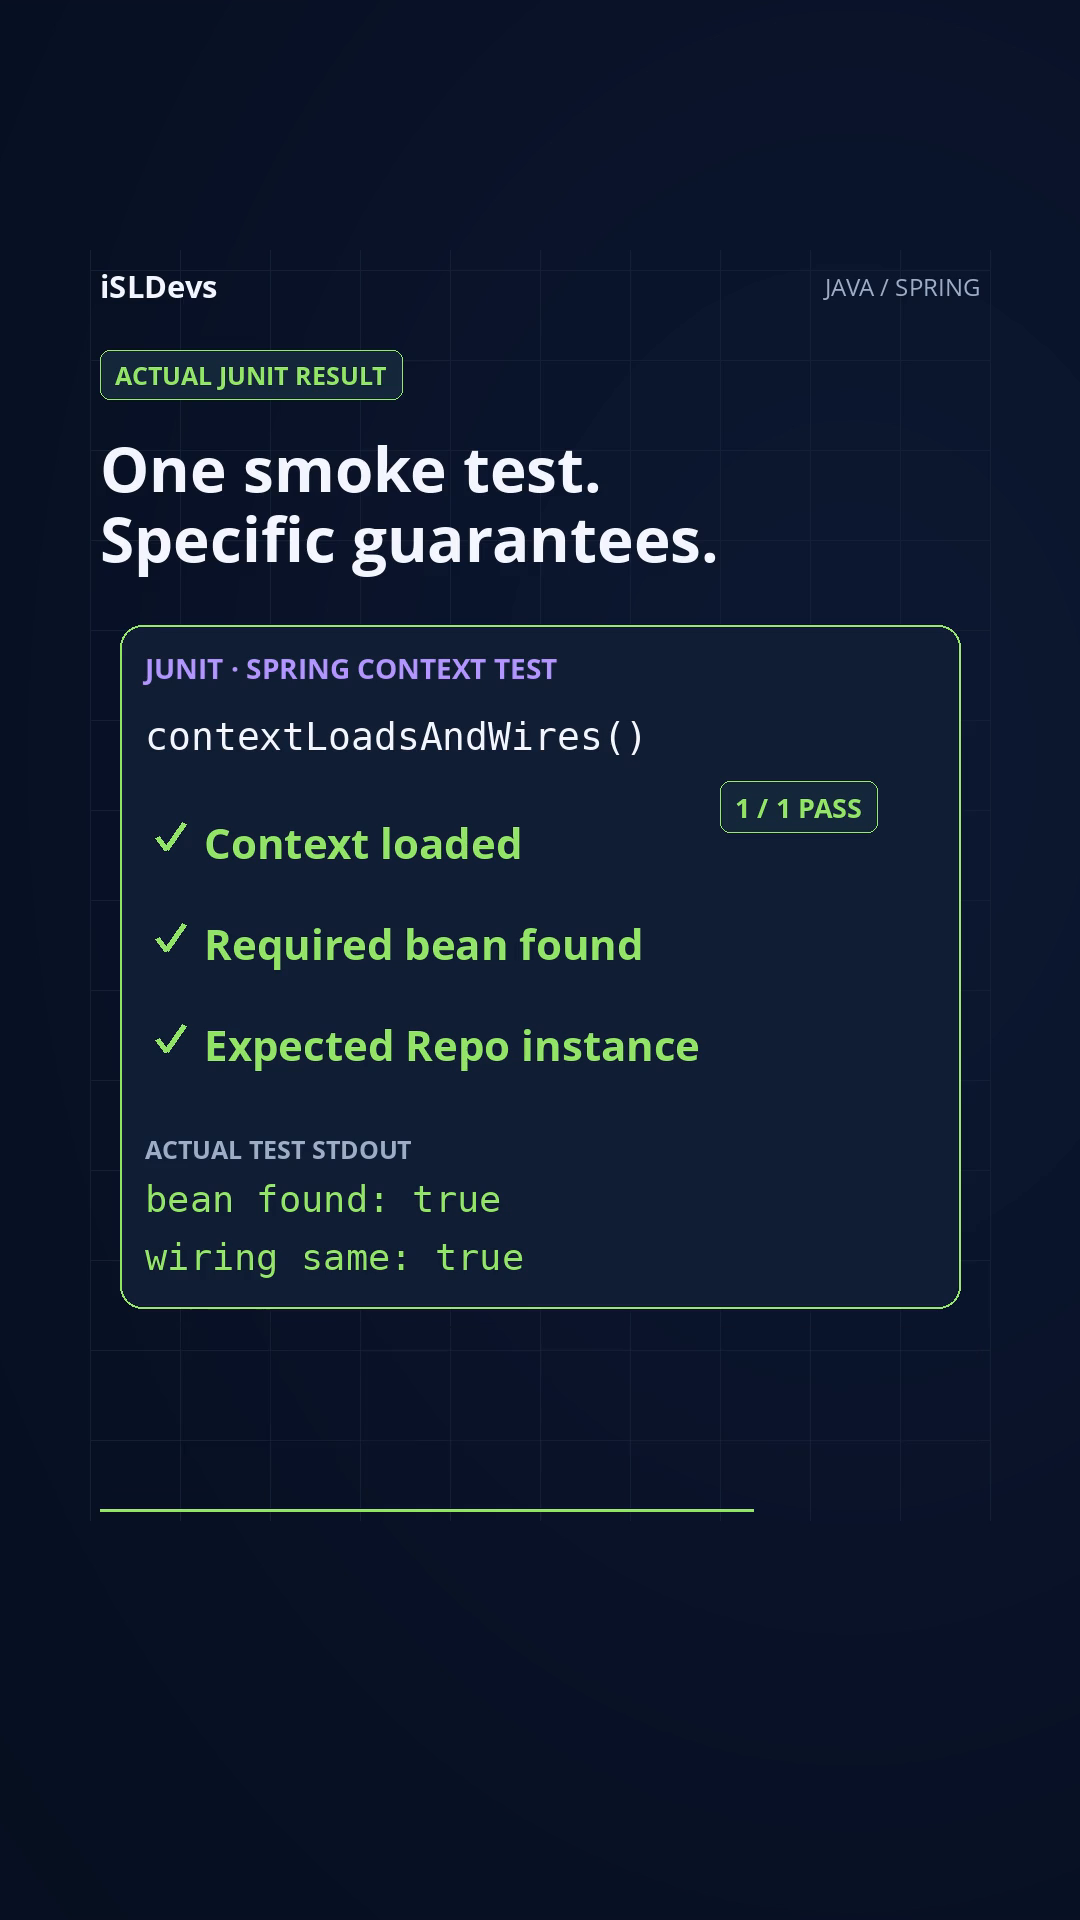 iSLDevs
JAVA / SPRING
ACTUAL JUNIT RESULT
One smoke test.
Specific guarantees.
JUNIT · SPRING CONTEXT TEST
contextLoadsAndWires()
1 / 1 PASS
Context loaded
Required bean found
Expected Repo instance
ACTUAL TEST STDOUT
bean found: true
wiring same: true